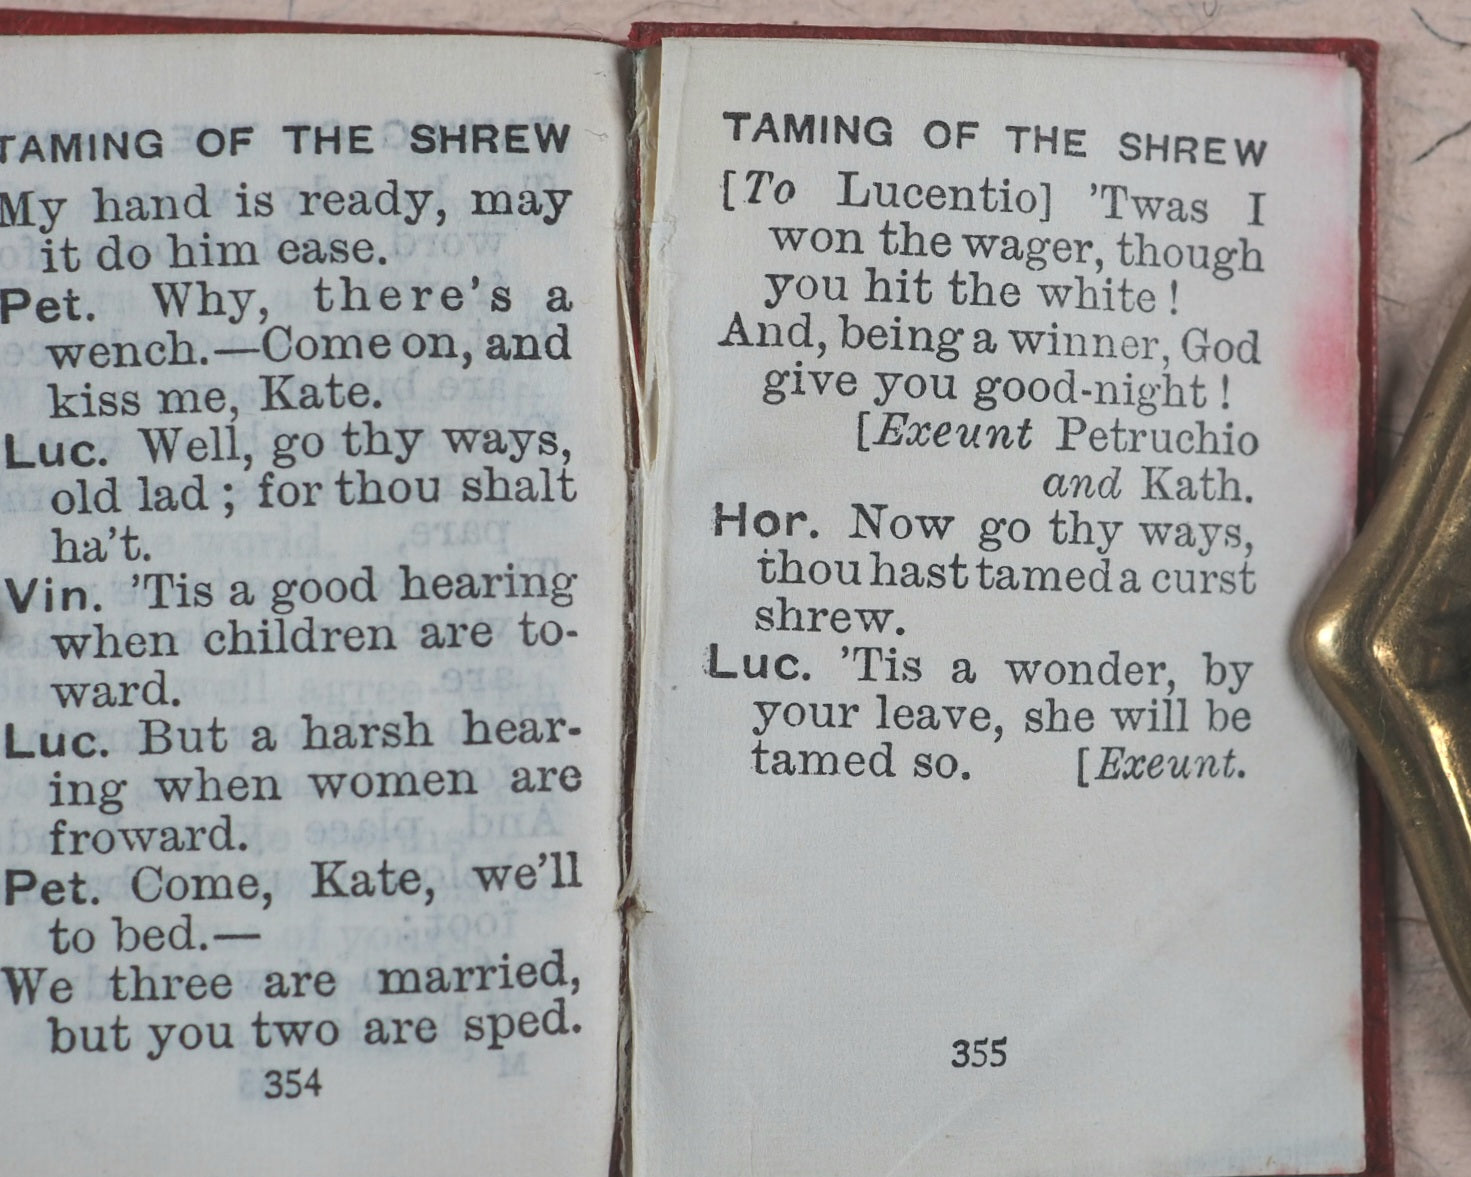 TAMING OF THE SHREW
My hand is ready, may
it do him ease.
Pet. Why, there's a
wench.—Come on, and
kiss me, Kate.
Luc. Well, go thy ways,
old lad ; for thou shalt
ha't.
Vin. 'Tis a good hearing
when children are to-
ward.
Luc. But a harsh hear-
ing when women are
froward.
Pet. Come, Kate, we'll
to bed.—
We three are married,
but you two are sped.
354
TAMING OF THE SHREW
[To Lucentio] 'Twas I
won the wager, though
you hit the white !
And, being a winner, God
give you good-night !
[Exeunt Petruchio
and Kath.
Hor. Now go thy ways,
thou hast tamed a curst
shrew.
Luc. 'Tis a wonder, by
your leave, she will be
tamed so. [Exeunt.
355